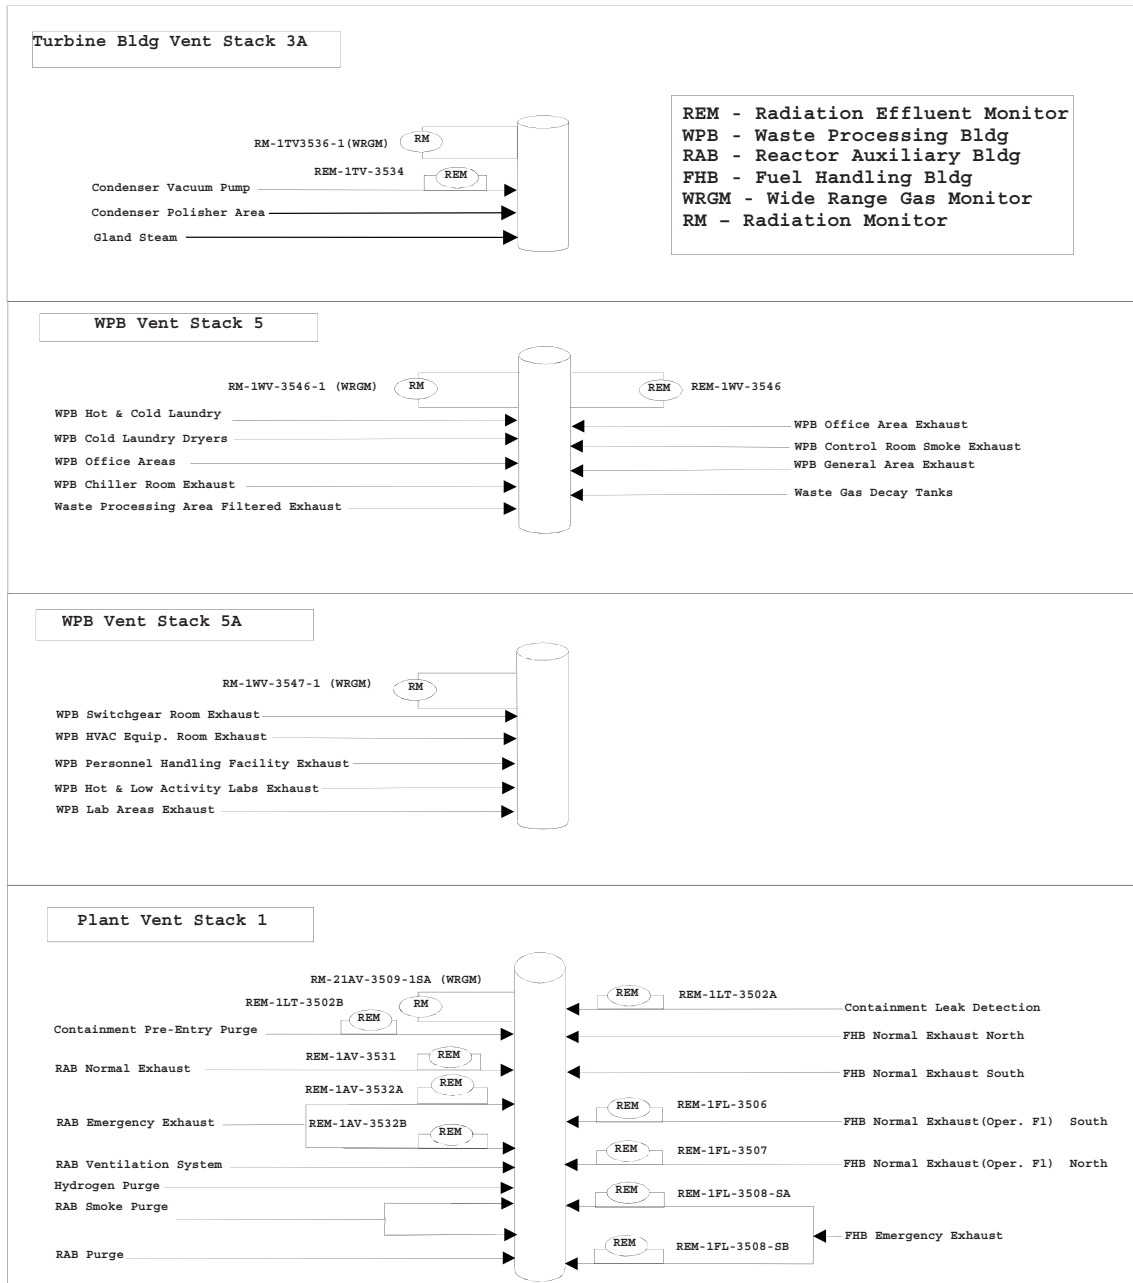 Turbine Bldg Vent Stack 3A
REM - Radiation Effluent Monitor
WPB - Waste Processing Bldg
RAB - Reactor Auxiliary Bldg
FHB - Fuel Handling Bldg
WRGM - Wide Range Gas Monitor
RM – Radiation Monitor
RM-1TV3536-1(WRGM)
RM
REM-1TV-3534
REM
Condenser Vacuum Pump
Condenser Polisher Area
Gland Steam
WPB Vent Stack 5
RM-1WV-3546-1 (WRGM)
RM
REM
REM-1WV-3546
WPB Hot & Cold Laundry
WPB Cold Laundry Dryers
WPB Office Areas
WPB Chiller Room Exhaust
Waste Processing Area Filtered Exhaust
WPB Office Area Exhaust
WPB Control Room Smoke Exhaust
WPB General Area Exhaust
Waste Gas Decay Tanks
WPB Vent Stack 5A
RM-1WV-3547-1 (WRGM)
RM
WPB Switchgear Room Exhaust
WPB HVAC Equip. Room Exhaust
WPB Personnel Handling Facility Exhaust
WPB Hot & Low Activity Labs Exhaust
WPB Lab Areas Exhaust
Plant Vent Stack 1
RM-21AV-3509-1SA (WRGM)
RM
REM-1LT-3502B
REM
Containment Pre-Entry Purge
REM-1AV-3531
REM
RAB Normal Exhaust
REM-1AV-3532A
REM
RAB Emergency Exhaust
REM-1AV-3532B
REM
RAB Ventilation System
Hydrogen Purge
RAB Smoke Purge
RAB Purge
REM
REM-1LT-3502A
Containment Leak Detection
FHB Normal Exhaust North
FHB Normal Exhaust South
REM
REM-1FL-3506
FHB Normal Exhaust(Oper. Fl) South
REM
REM-1FL-3507
FHB Normal Exhaust(Oper. Fl) North
REM
REM-1FL-3508-SA
FHB Emergency Exhaust
REM
REM-1FL-3508-SB